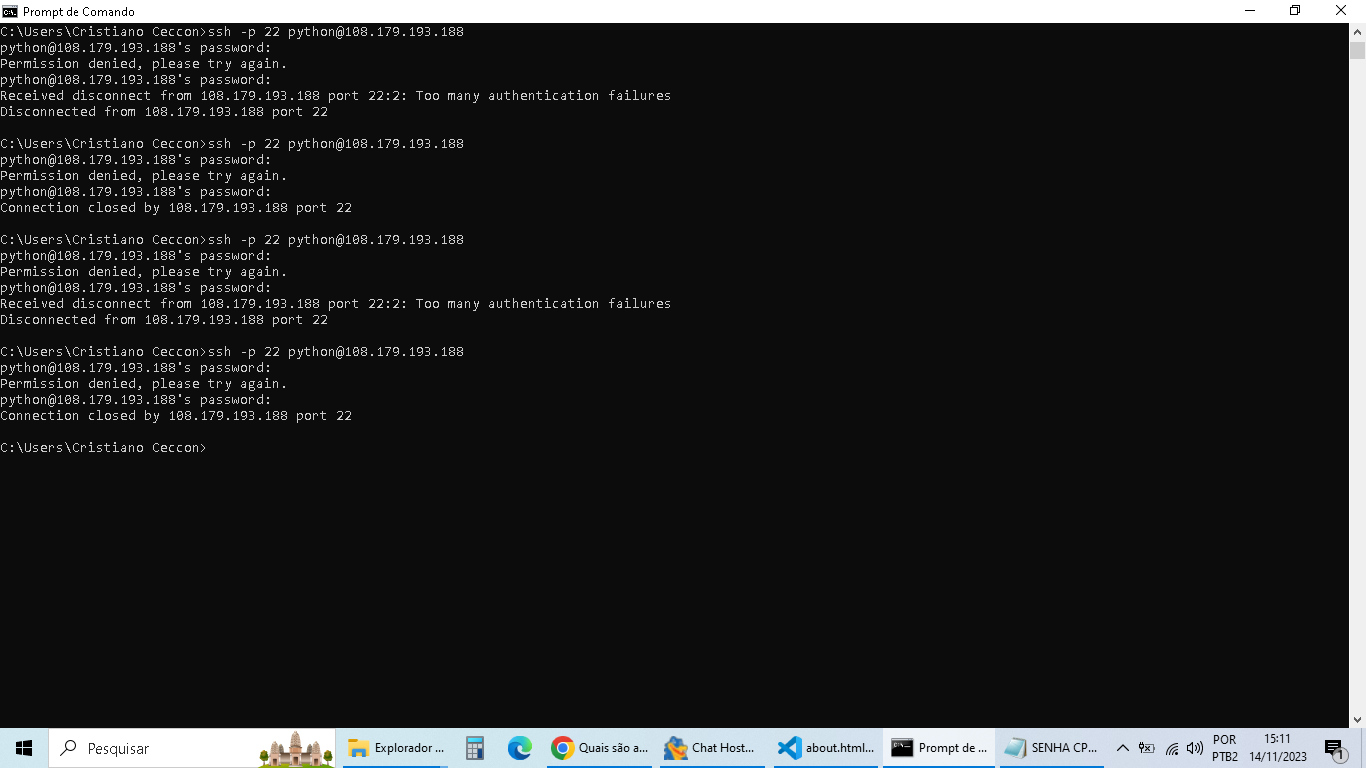 Prompt de Comando
C:\Users\Cristiano Ceccon>ssh -p 22 python@108.179.193.188
python@108.179.193.188's password:
Permission denied, please try again.
python@108.179.193.188's password:
Received disconnect from 108.179.193.188 port 22:2: Too many authentication failures
Disconnected from 108.179.193.188 port 22
C:\Users\Cristiano Ceccon>ssh -p 22 python@108.179.193.188
python@108.179.193.188's password:
Permission denied, please try again.
python@108.179.193.188's password:
Connection closed by 108.179.193.188 port 22
C:\Users\Cristiano Ceccon>ssh -p 22 python@108.179.193.188
python@108.179.193.188's password:
Permission denied, please try again.
python@108.179.193.188's password:
Received disconnect from 108.179.193.188 port 22:2: Too many authentication failures
Disconnected from 108.179.193.188 port 22
C:\Users\Cristiano Ceccon>ssh -p 22 python@108.179.193.188
python@108.179.193.188's password:
Permission denied, please try again.
python@108.179.193.188's password:
Connection closed by 108.179.193.188 port 22
C:\Users\Cristiano Ceccon>
Pesquisar
Explorador ...
Quais são a...
Chat Host...
about.html...
Prompt de ...
SENHA CP...
POR
PTB2
15:11
14/11/2023
1